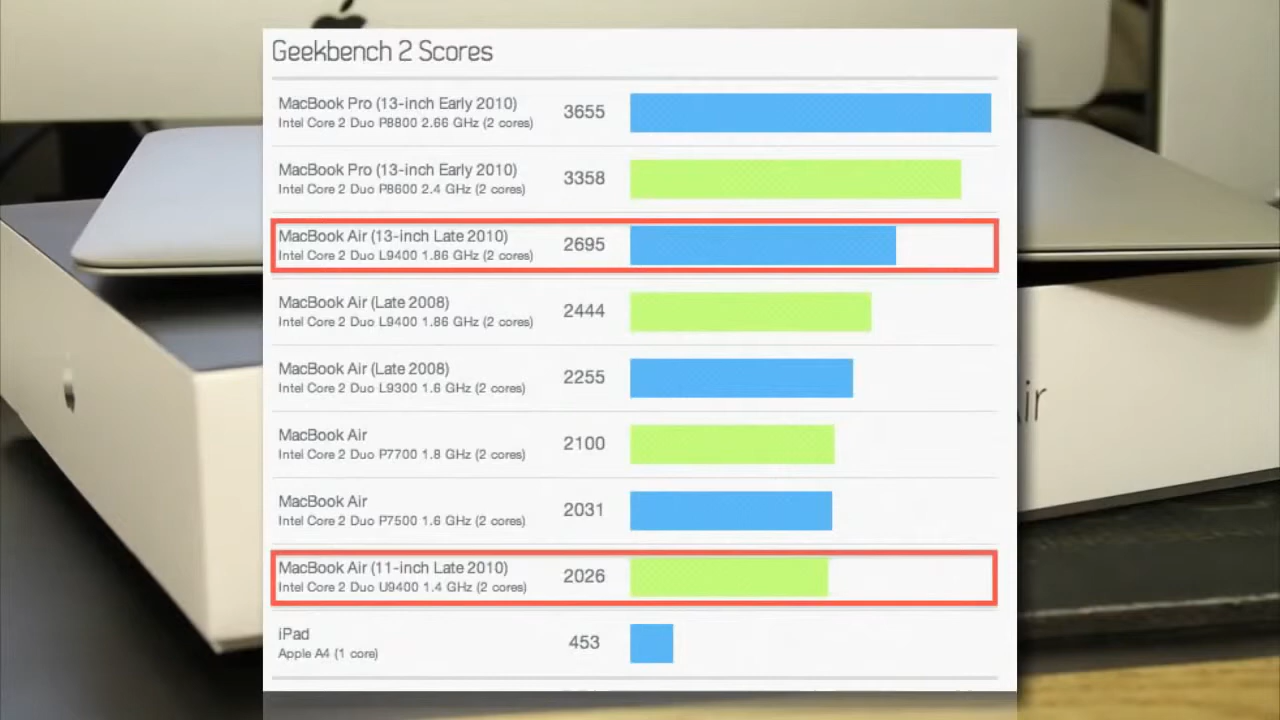 Geekbench 2 Scores
MacBook Pro (13-inch Early 2010)
Intel Core 2 Duo P8800 2.66 GHz (2 cores)
3655
MacBook Pro (13-inch Early 2010)
Intel Core 2 Duo P8600 2.4 GHz (2 cores)
3358
MacBook Air (13-inch Late 2010)
Intel Core 2 Duo L9400 1.86 GHz (2 cores)
2695
MacBook Air (Late 2008)
Intel Core 2 Duo L9400 1.86 GHz (2 cores)
2444
MacBook Air (Late 2008)
Intel Core 2 Duo L9300 1.6 GHz (2 cores)
2255
MacBook Air
Intel Core 2 Duo P7700 1.8 GHz (2 cores)
2100
MacBook Air
Intel Core 2 Duo P7500 1.6 GHz (2 cores)
2031
MacBook Air (11-inch Late 2010)
Intel Core 2 Duo U9400 1.4 GHz (2 cores)
2026
iPad
Apple A4 (1 core)
453